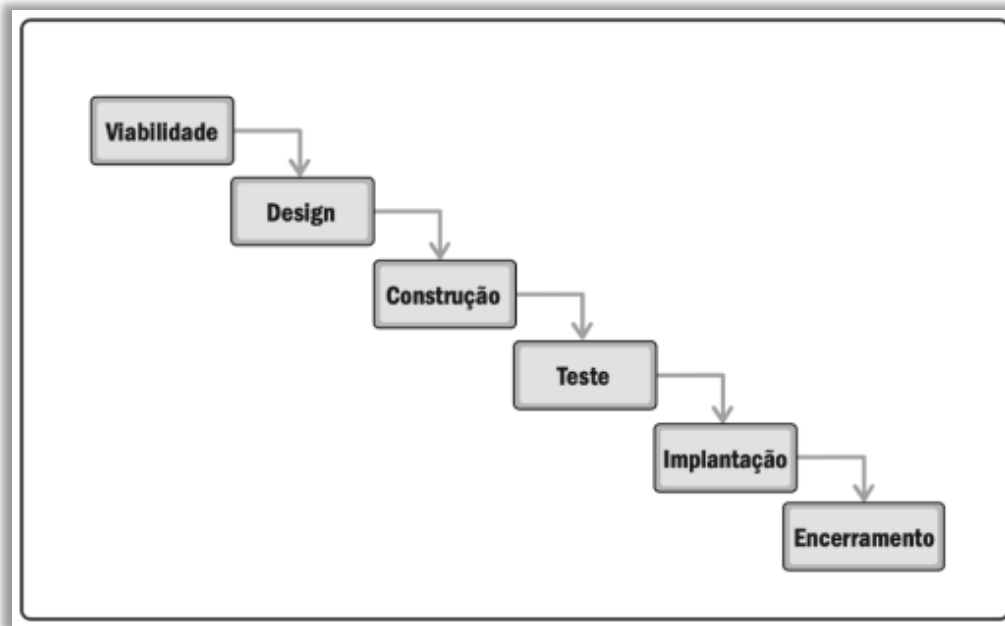 Viabilidade
Design
Construção
Teste
Implantação
Encerramento